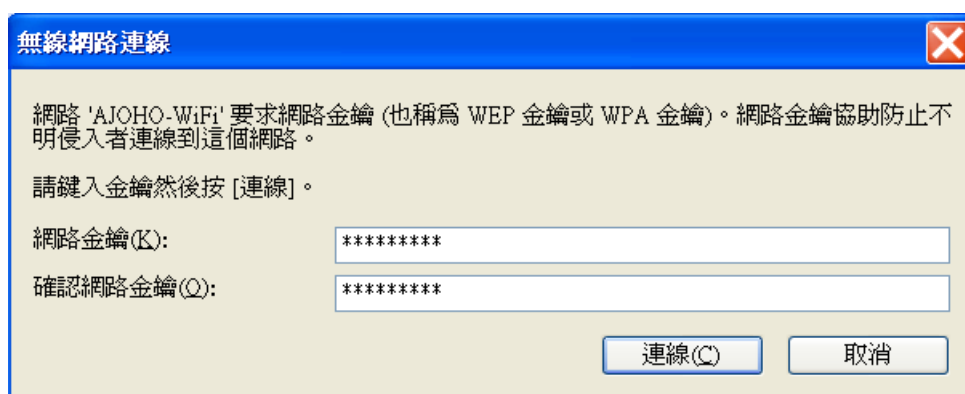 無線網路連線
網路 'AJOHO-WiFi' 要求網路金鑰 (也稱為 WEP 金鑰或 WPA 金鑰)。網路金鑰協助防止不
明侵入者連線到這個網路。
請鍵入金鑰然後按 [連線]。
網路金鑰(K): *********
確認網路金鑰(O): *********
連線(C) 取消